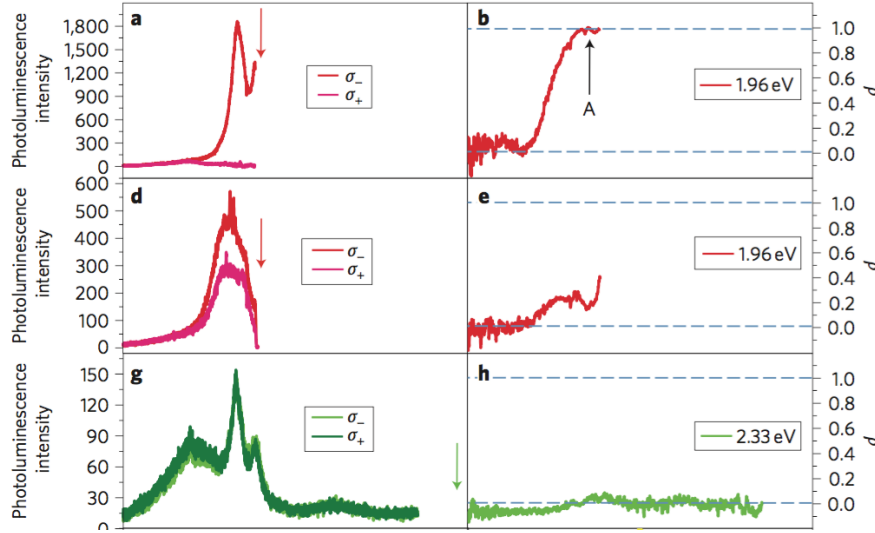 a
b
1,800
1,500
1,200
900
600
300
0
Photoluminescence
intensity
σ−
σ+
A
1.96 eV
1.0
0.8
0.6
0.4
0.2
0.0
ρ
d
e
600
500
400
300
200
100
0
Photoluminescence
intensity
σ−
σ+
1.96 eV
1.0
0.8
0.6
0.4
0.2
0.0
ρ
g
h
150
120
90
60
30
0
Photoluminescence
intensity
σ−
σ+
2.33 eV
1.0
0.8
0.6
0.4
0.2
0.0
ρ